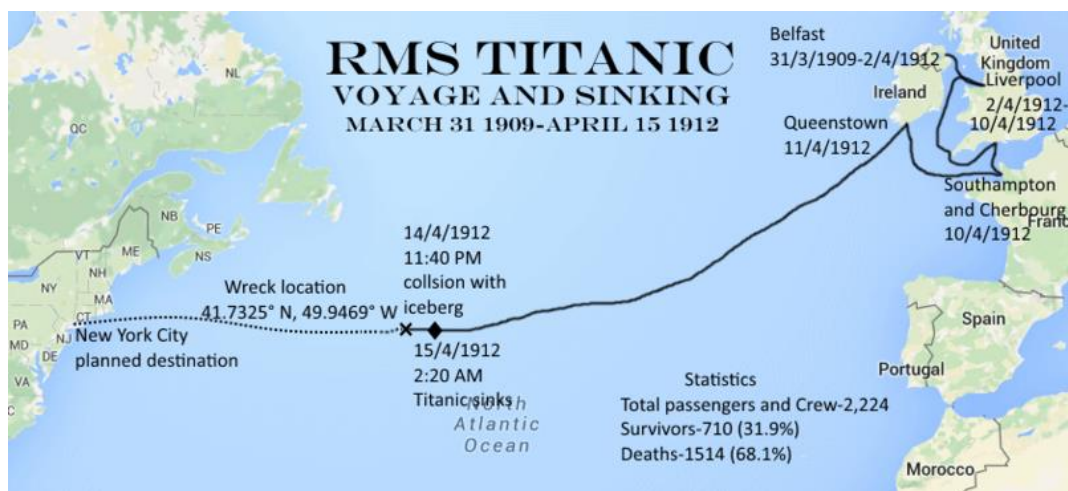 RMS TITANIC
VOYAGE AND SINKING
MARCH 31 1909-APRIL 15 1912
Belfast
31/3/1909-2/4/1912
United
Kingdom
Liverpool
2/4/1912-
10/4/1912
Ireland
Queenstown
11/4/1912
Southampton
and Cherbourg
10/4/1912
Franc
NL
QC
NB
PE
NS
ME
VT
NH
NY
MA
CT
PA
NJ
MD
DE
VA
C
14/4/1912
11:40 PM
collsion with
iceberg
Wreck location
41.7325° N, 49.9469° W
New York City
planned destination
15/4/1912
2:20 AM
Titanic sinks
North
Atlantic
Ocean
Spain
Portugal
Morocco
Statistics
Total passengers and Crew-2,224
Survivors-710 (31.9%)
Deaths-1514 (68.1%)